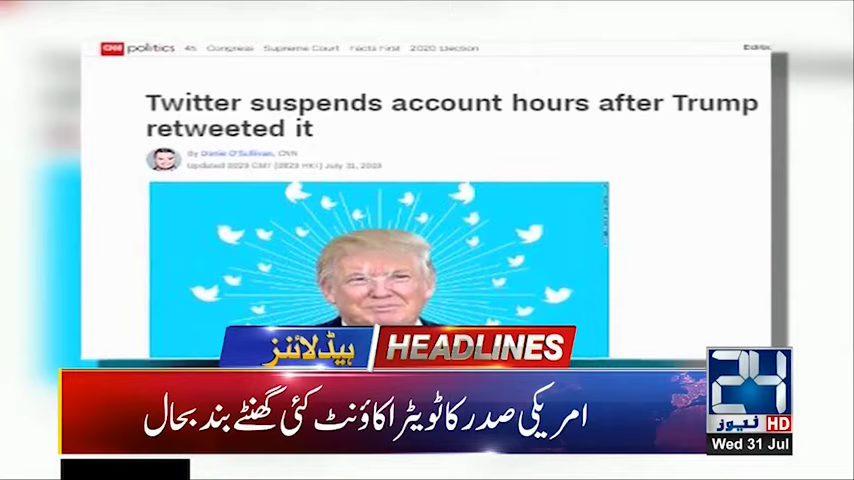 CNN politics 45 Congress Supreme Court Facts First 2020 Election
Twitter suspends account hours after Trump
retweeted it
By Donie O'Sullivan, CNN
ہیڈلائنز HEADLINES
امریکی صدر کا ٹویٹر اکاؤنٹ کئی گھنٹے بند بحال
24
نیوز HD
Wed 31 Jul